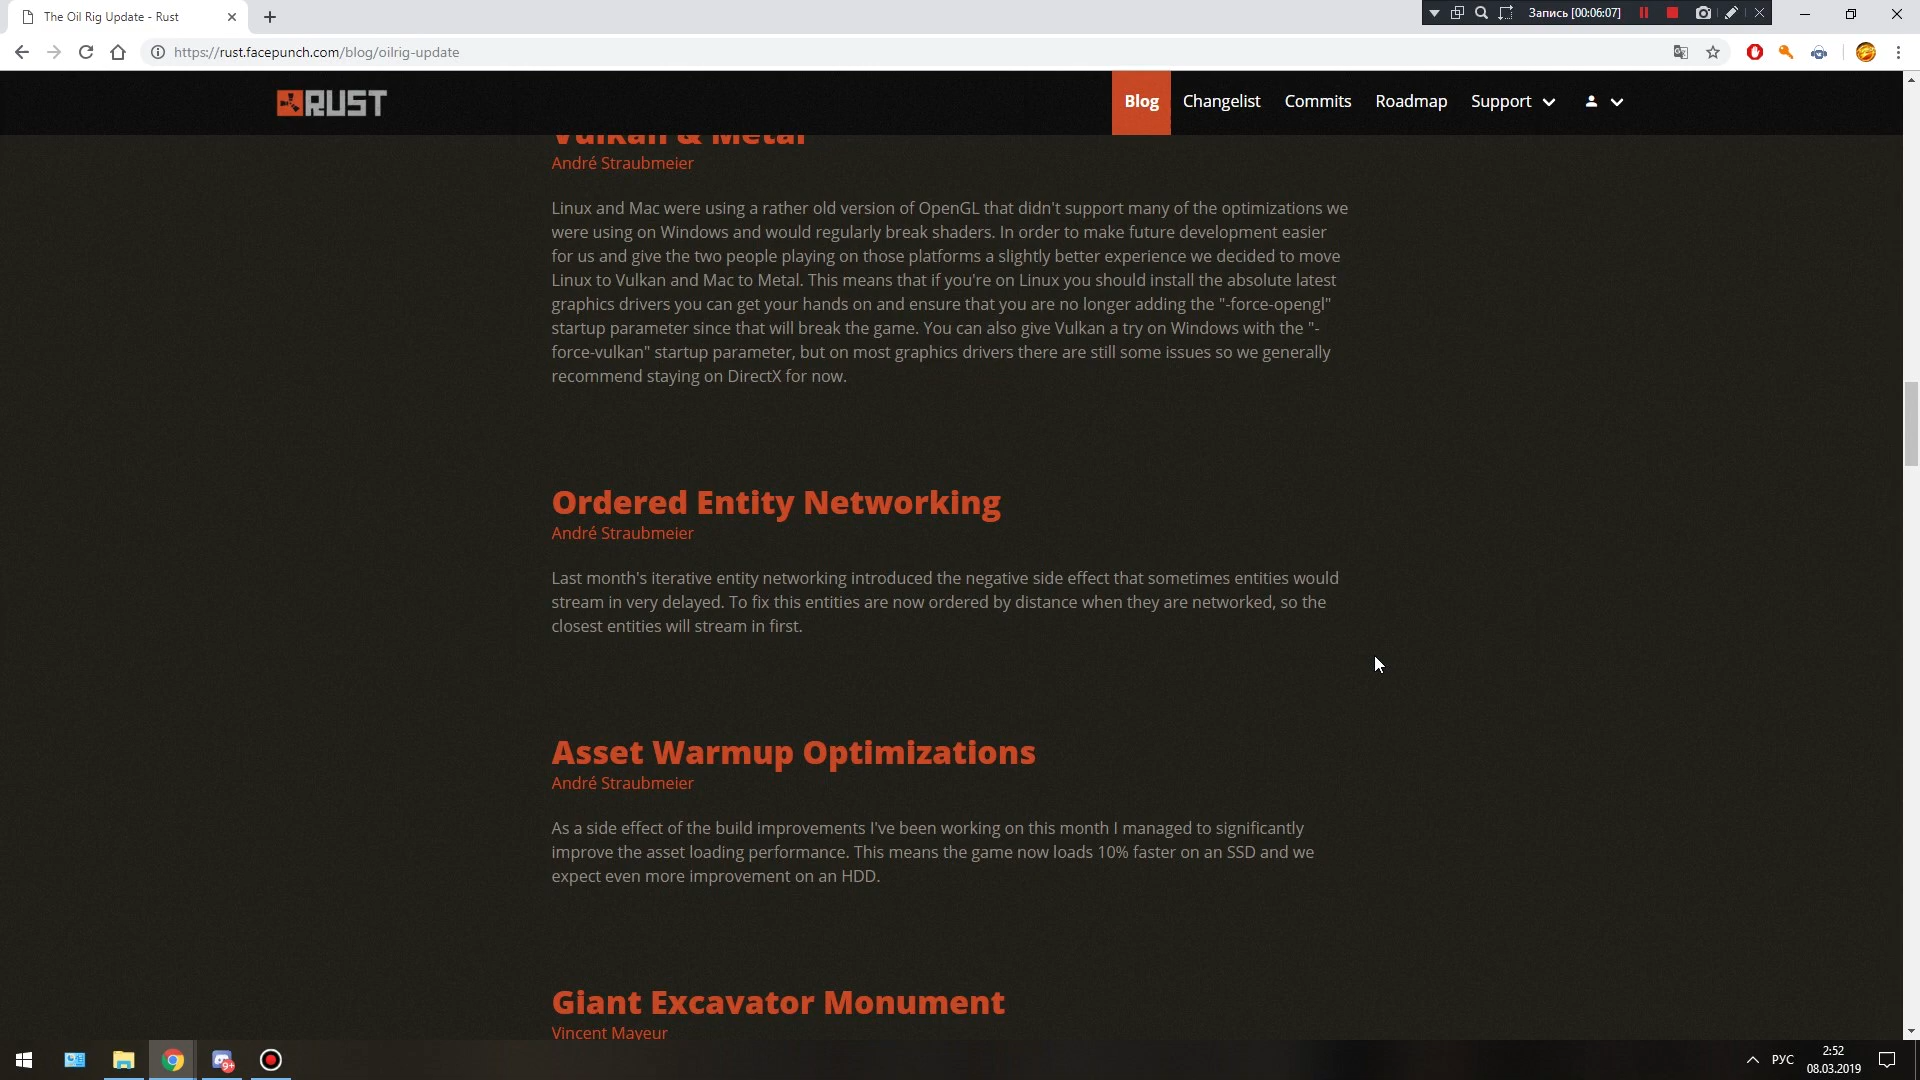 The Oil Rig Update - Rust
Запись [00:06:07]
https://rust.facepunch.com/blog/oilrig-update
RUST
Blog
Changelist
Commits
Roadmap
Support
Vulkan & Metal
André Straubmeier
Linux and Mac were using a rather old version of OpenGL that didn't support many of the optimizations we
were using on Windows and would regularly break shaders. In order to make future development easier
for us and give the two people playing on those platforms a slightly better experience we decided to move
Linux to Vulkan and Mac to Metal. This means that if you're on Linux you should install the absolute latest
graphics drivers you can get your hands on and ensure that you are no longer adding the "-force-opengl"
startup parameter since that will break the game. You can also give Vulkan a try on Windows with the "-
force-vulkan" startup parameter, but on most graphics drivers there are still some issues so we generally
recommend staying on DirectX for now.
Ordered Entity Networking
André Straubmeier
Last month's iterative entity networking introduced the negative side effect that sometimes entities would
stream in very delayed. To fix this entities are now ordered by distance when they are networked, so the
closest entities will stream in first.
Asset Warmup Optimizations
André Straubmeier
As a side effect of the build improvements I've been working on this month I managed to significantly
improve the asset loading performance. This means the game now loads 10% faster on an SSD and we
expect even more improvement on an HDD.
Giant Excavator Monument
Vincent Mayeur
9+
РУС
2:52
08.03.2019